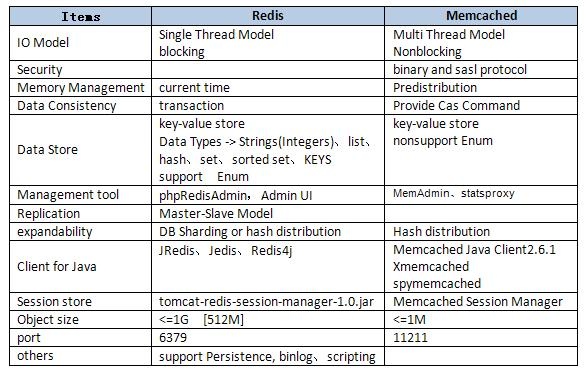 Items Redis Memcached
IO Model Single Thread Model Multi Thread Model
blocking Nonblocking
Security binary and sasl protocol
Memory Management current time Predistribution
Data Consistency transaction Provide Cas Command
Data Store key-value store key-value store
Data Types -> Strings(Integers)、list、 nonsupport Enum
hash、set、sorted set、KEYS
support Enum
Management tool phpRedisAdmin，Admin UI MemAdmin、statsproxy
Replication Master-Slave Model
expandability DB Sharding or hash distribution Hash distribution
Client for Java JRedis、Jedis、Redis4j Memcached Java Client2.6.1
Xmemcached
spymemcached
Session store tomcat-redis-session-manager-1.0.jar Memcached Session Manager
Object size <=1G [512M] <=1M
port 6379 11211
others support Persistence, binlog、scripting